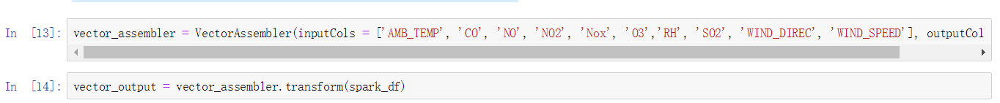 In [13]: vector_assembler = VectorAssembler(inputCols = ['AMB_TEMP', 'CO', 'NO', 'NO2', 'Nox', 'O3','RH', 'SO2', 'WIND_DIREC', 'WIND_SPEED'], outputCol
In [14]: vector_output = vector_assembler.transform(spark_df)